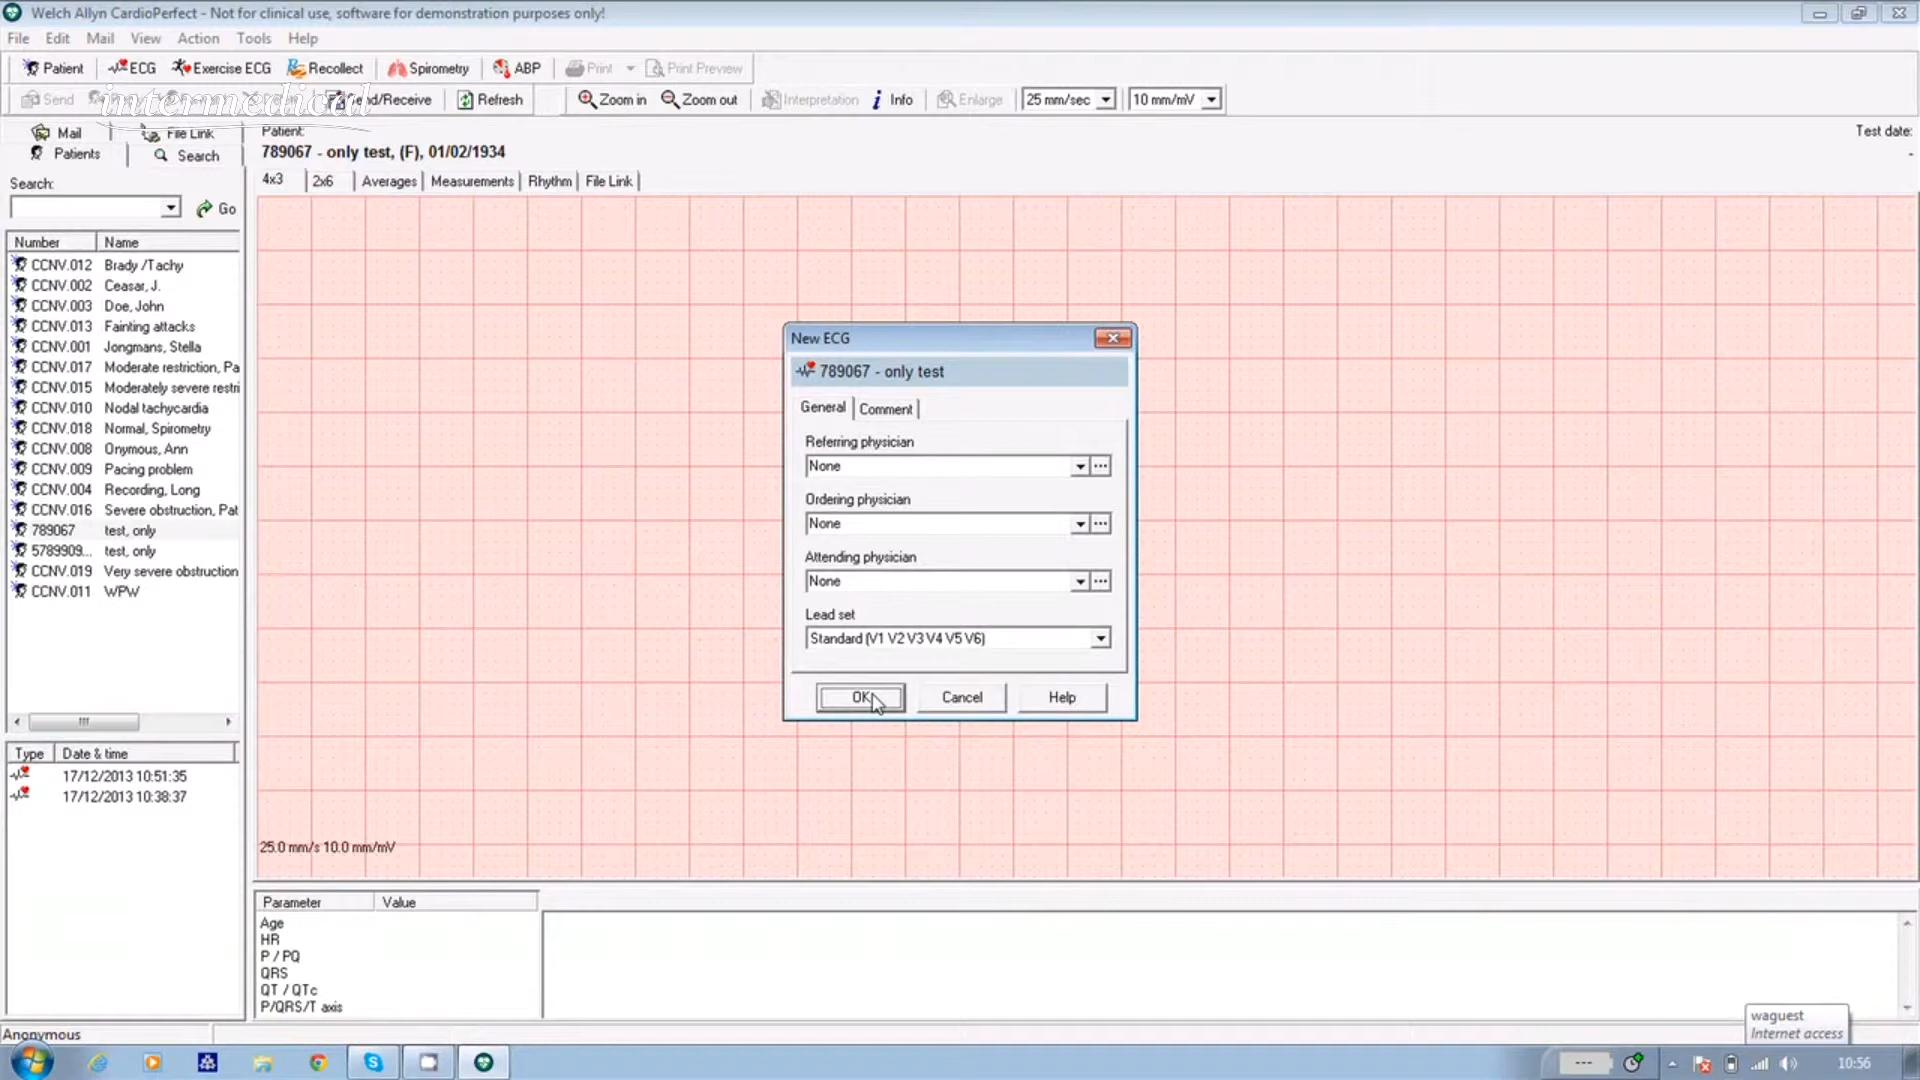 Welch Allyn CardioPerfect - Not for clinical use, software for demonstration purposes only!
File Edit Mail View Action Tools Help
Patient ECG Exercise ECG Recollect Spirometry ABP Print Print Preview
Send Send/Receive Refresh Zoom in Zoom out Interpretation Info Enlarge 25 mm/sec 10 mm/mV
intermedical
Mail File Link
Patients Search
Patient:
789067 - only test, (F), 01/02/1934
Test date:
-
4x3 2x6 Averages Measurements Rhythm File Link
Search:
Go
Number Name
CCNV.012 Brady /Tachy
CCNV.002 Ceasar, J.
CCNV.003 Doe, John
CCNV.013 Fainting attacks
CCNV.001 Jongmans, Stella
CCNV.017 Moderate restriction, Pa
CCNV.015 Moderately severe restri
CCNV.010 Nodal tachycardia
CCNV.018 Normal, Spirometry
CCNV.008 Onymous, Ann
CCNV.009 Pacing problem
CCNV.004 Recording, Long
CCNV.016 Severe obstruction, Pat
789067 test, only
5789909... test, only
CCNV.019 Very severe obstruction
CCNV.011 WPW
Type Date & time
17/12/2013 10:51:35
17/12/2013 10:38:37
New ECG
789067 - only test
General Comment
Referring physician
None
Ordering physician
None
Attending physician
None
Lead set
Standard (V1 V2 V3 V4 V5 V6)
OK Cancel Help
25.0 mm/s 10.0 mm/mV
Parameter Value
Age
HR
P / PQ
QRS
QT / QTc
P/QRS/T axis
Anonymous
waguest
Internet access
---
10:56